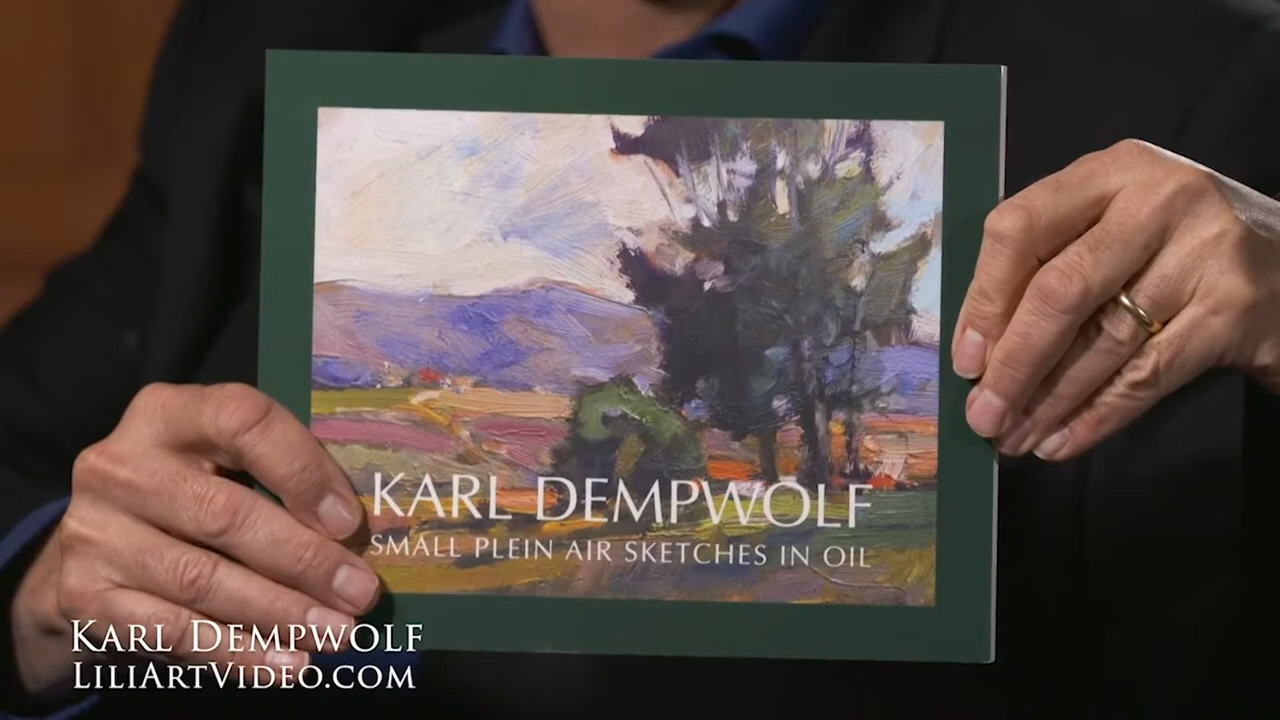 KARL DEMPWOLF
SMALL PLEIN AIR SKETCHES IN OIL
KARL DEMPWOLF
LILIARTVIDEO.COM